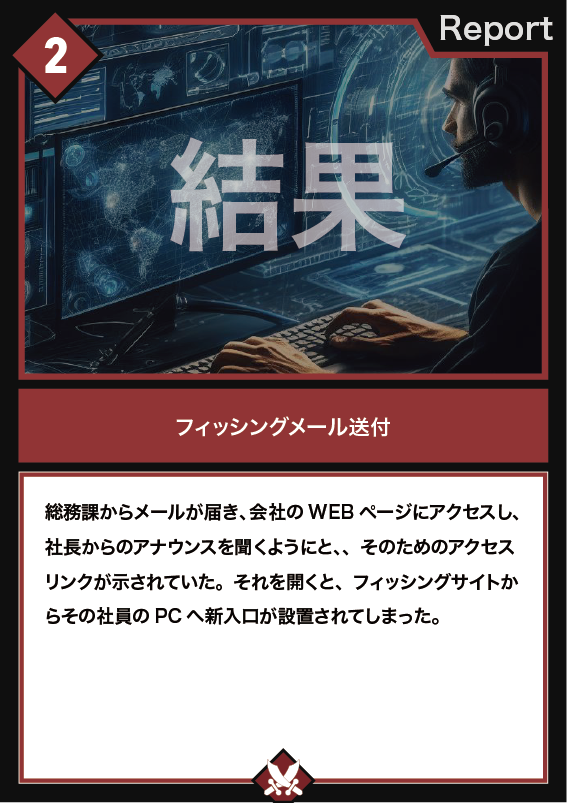 Report
2
結果
フィッシングメール送付
総務課からメールが届き、会社の WEB ページにアクセスし、
社長からのアナウンスを聞くようにと、、そのためのアクセス
リンクが示されていた。それを開くと、フィッシングサイトか
らその社員の PC へ新入口が設置されてしまった。